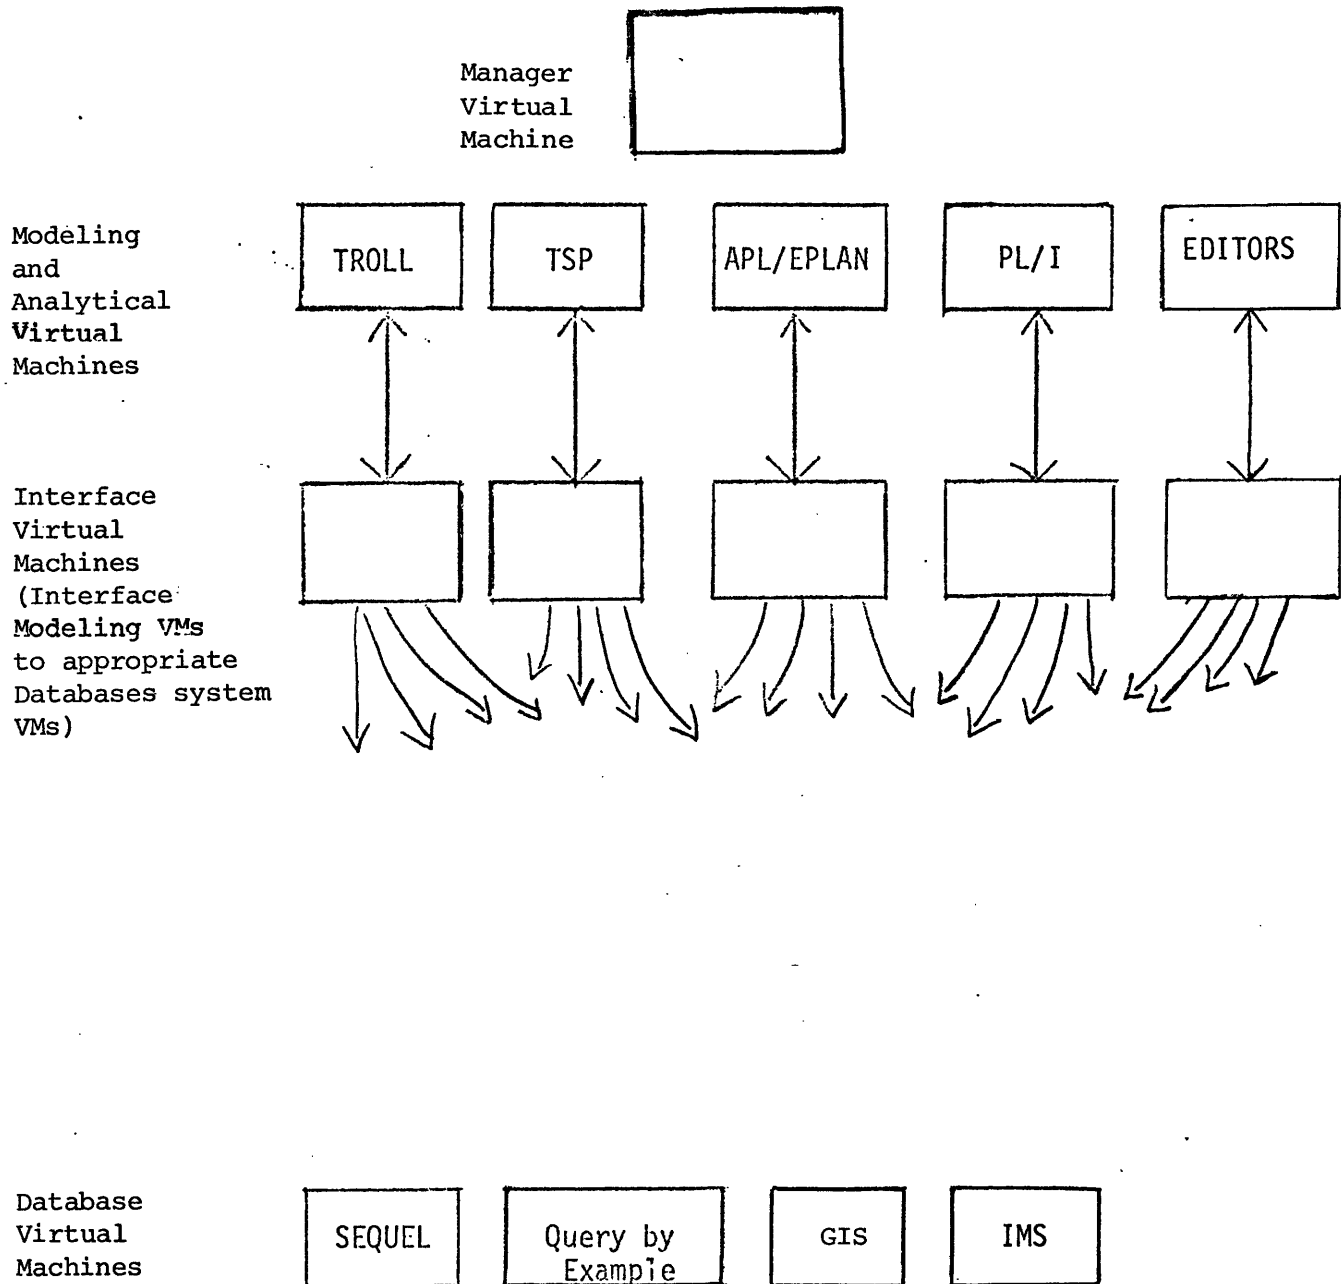 Manager
Virtual
Machine
Modeling
and
Analytical
Virtual
Machines
TROLL
TSP
APL/EPLAN
PL/I
EDITORS
Interface
Virtual
Machines
(Interface
Modeling VMs
to appropriate
Databases system
VMs)
Database
Virtual
Machines
SEQUEL
Query by
Example
GIS
IMS